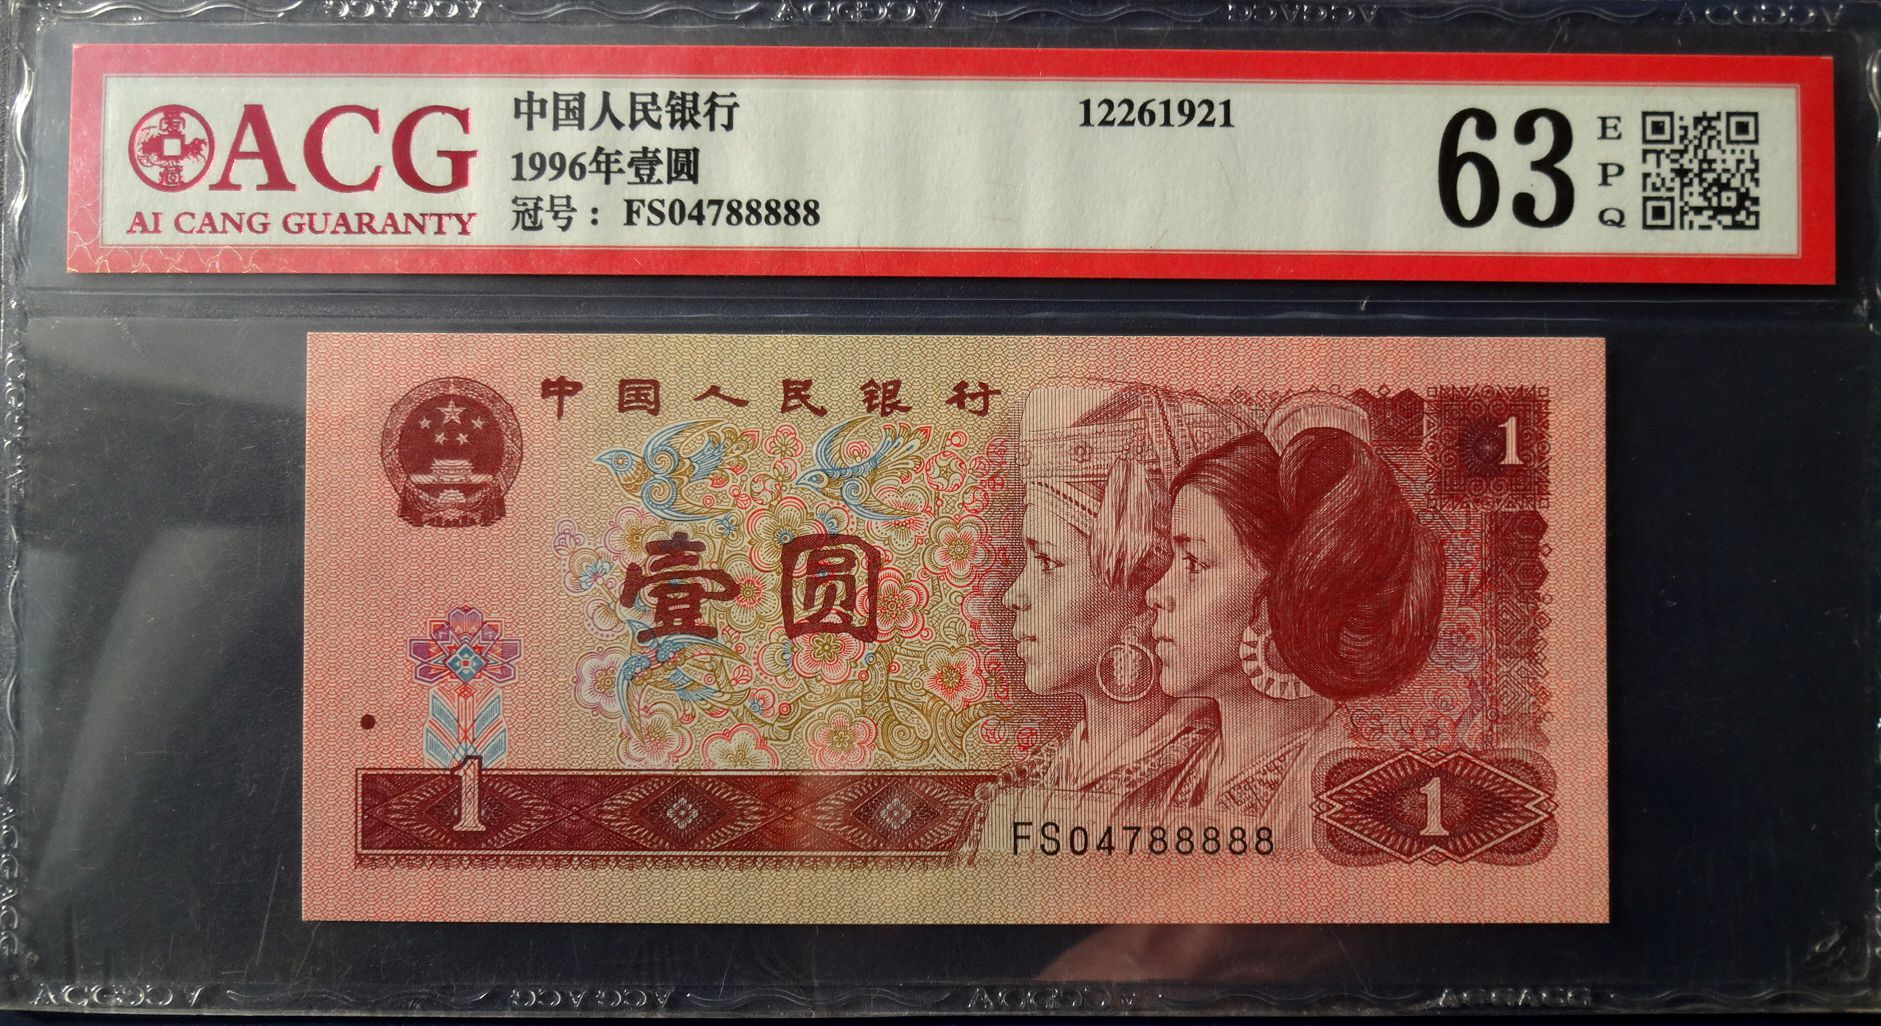 ACG
AI CANG GUARANTY
中国人民银行
1996年壹圆
冠号： FS04788888
12261921
63
EPQ
中国人民银行
1
壹圆
1
FS04788888
1